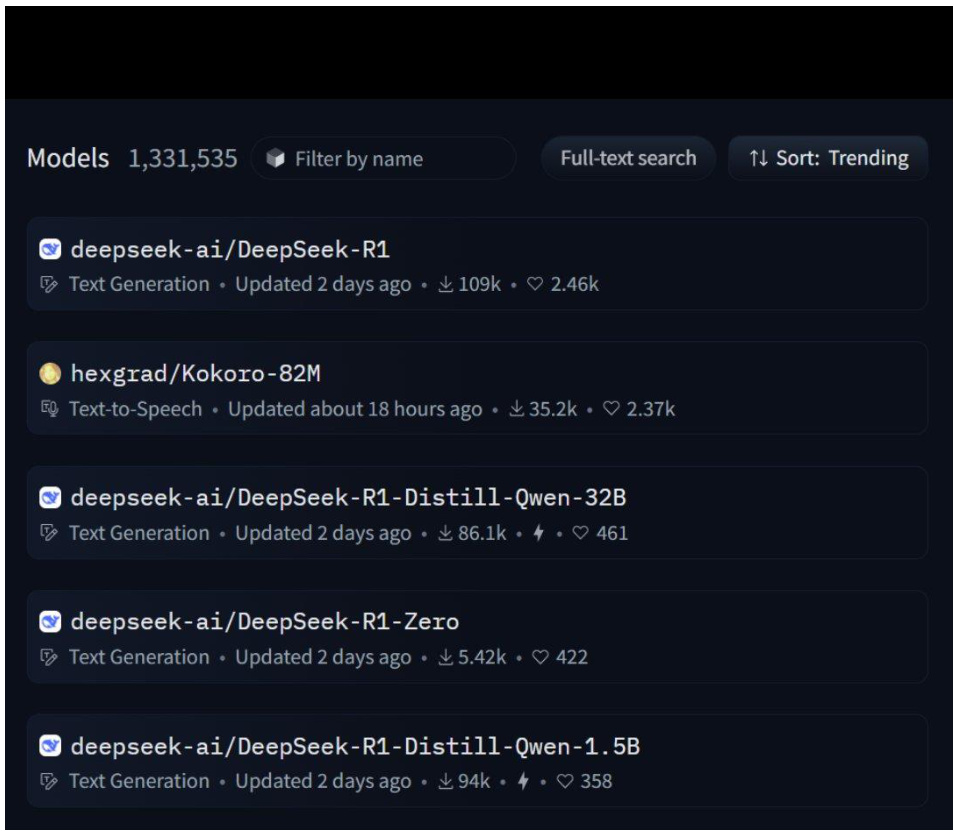 Models 1,331,535 Filter by name Full-text search Sort: Trending
deepseek-ai/DeepSeek-R1
Text Generation • Updated 2 days ago • 109k • 2.46k
hexgrad/Kokoro-82M
Text-to-Speech • Updated about 18 hours ago • 35.2k • 2.37k
deepseek-ai/DeepSeek-R1-Distill-Qwen-32B
Text Generation • Updated 2 days ago • 86.1k • • 461
deepseek-ai/DeepSeek-R1-Zero
Text Generation • Updated 2 days ago • 5.42k • 422
deepseek-ai/DeepSeek-R1-Distill-Qwen-1.5B
Text Generation • Updated 2 days ago • 94k • • 358